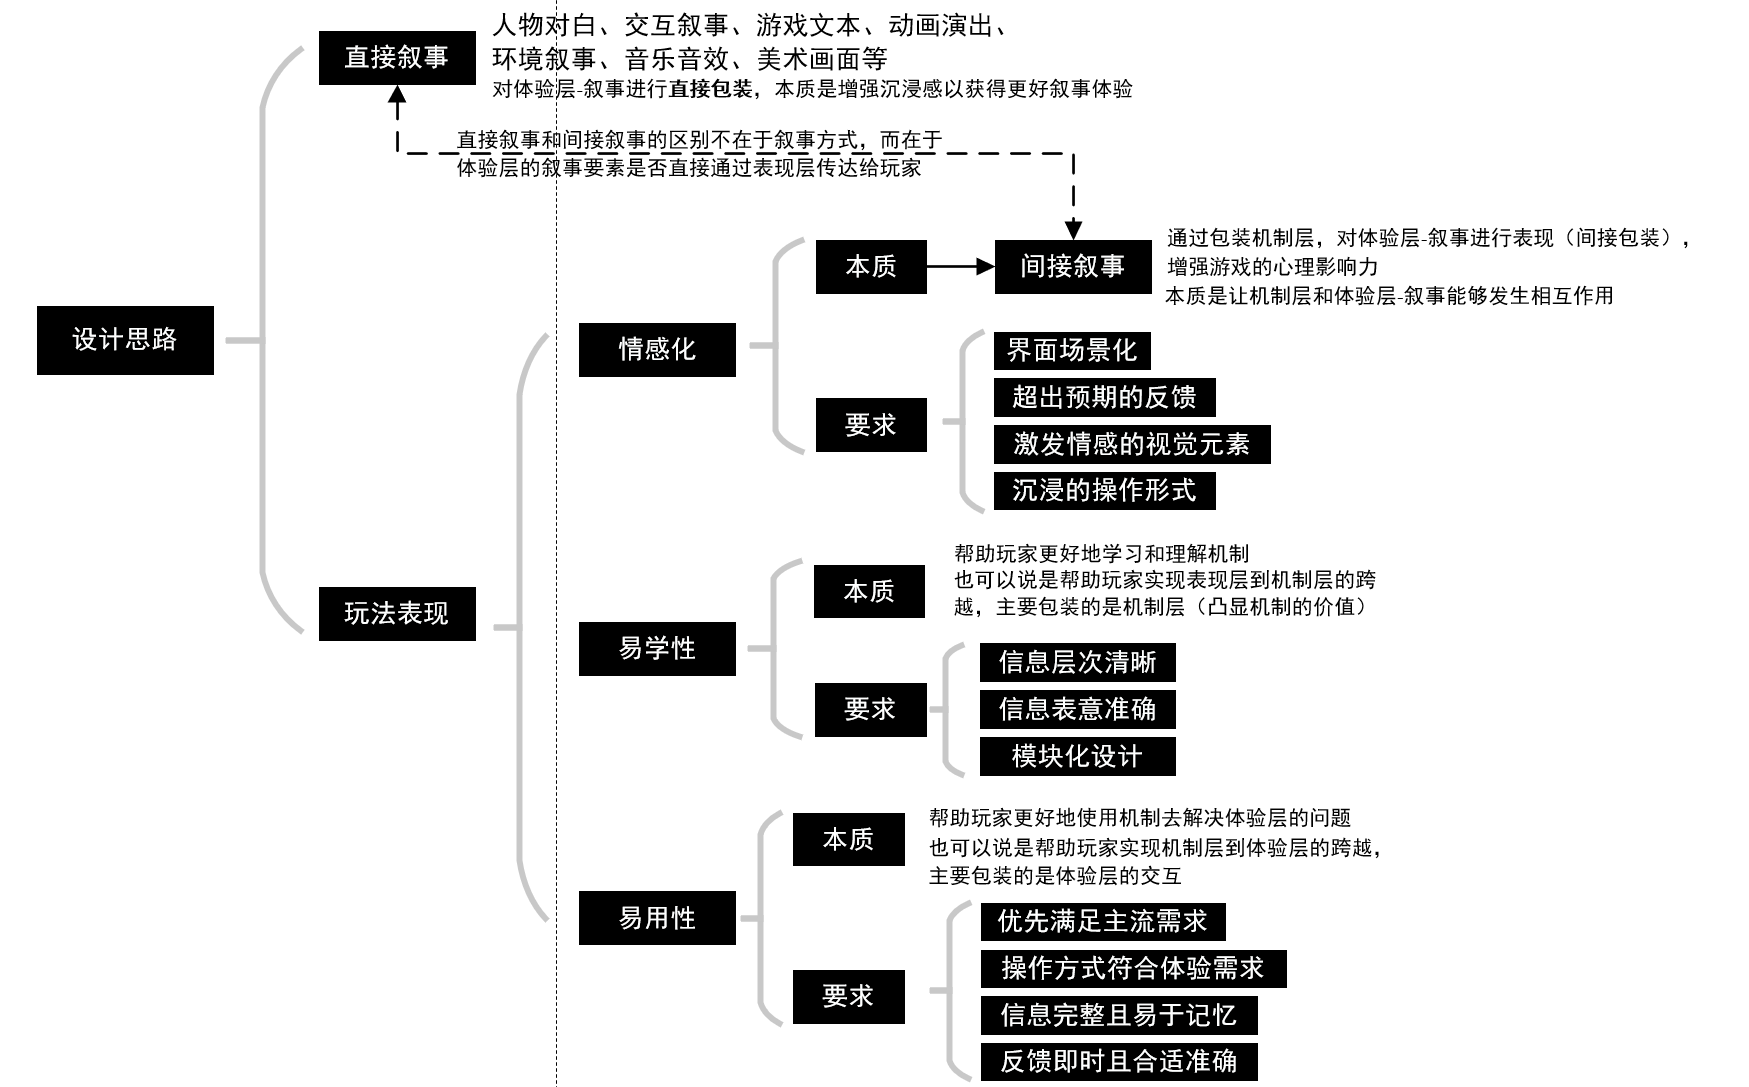 直接叙事
人物对白、交互叙事、游戏文本、动画演出、
环境叙事、音乐音效、美术画面等
对体验层-叙事进行直接包装，本质是增强沉浸感以获得更好叙事体验
直接叙事和间接叙事的区别不在于叙事方式，而在于
体验层的叙事要素是否直接通过表现层传达给玩家
设计思路
玩法表现
情感化
本质
间接叙事
通过包装机制层，对体验层-叙事进行表现（间接包装），
增强游戏的心理影响力
本质是让机制层和体验层-叙事能够发生相互作用
要求
界面场景化
超出预期的反馈
激发情感的视觉元素
沉浸的操作形式
易学性
本质
帮助玩家更好地学习和理解机制
也可以说是帮助玩家实现表现层到机制层的跨
越，主要包装的是机制层（凸显机制的价值）
要求
信息层次清晰
信息表意准确
模块化设计
易用性
本质
帮助玩家更好地使用机制去解决体验层的问题
也可以说是帮助玩家实现机制层到体验层的跨越，
主要包装的是体验层的交互
要求
优先满足主流需求
操作方式符合体验需求
信息完整且易于记忆
反馈即时且合适准确